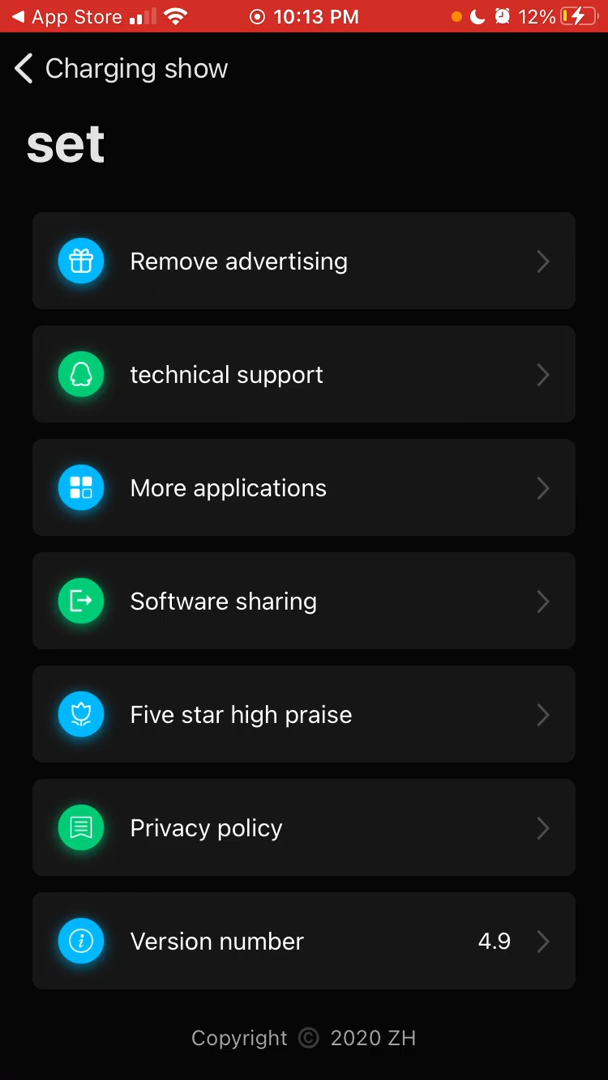 App Store 10:13 PM 12%
Charging show
set
Remove advertising
technical support
More applications
Software sharing
Five star high praise
Privacy policy
Version number 4.9
Copyright © 2020 ZH